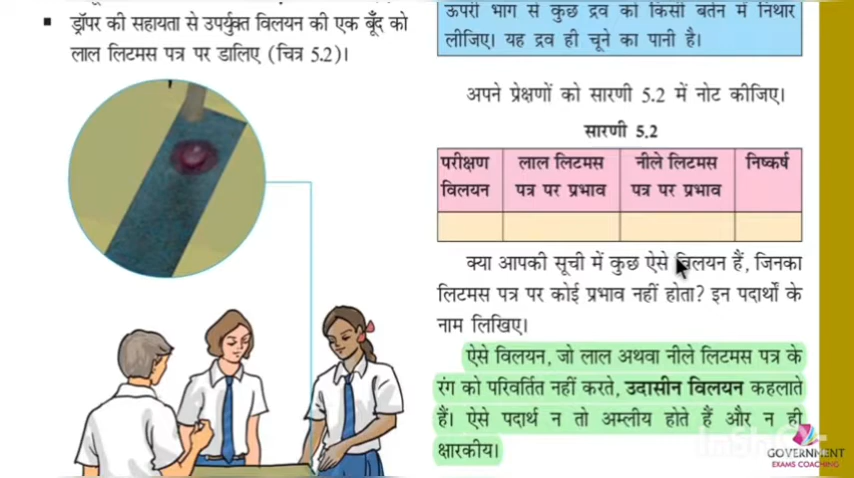 ▪ ड्रॉपर की सहायता से उपर्युक्त विलयन की एक बूँद को
लाल लिटमस पत्र पर डालिए (चित्र 5.2)।
ऊपरी भाग से कुछ द्रव को किसी बर्तन में निथार
लीजिए। यह द्रव ही चूने का पानी है।
अपने प्रेक्षणों को सारणी 5.2 में नोट कीजिए।
सारणी 5.2
परीक्षण विलयन
लाल लिटमस पत्र पर प्रभाव
नीले लिटमस पत्र पर प्रभाव
निष्कर्ष
क्या आपकी सूची में कुछ ऐसे विलयन हैं, जिनका
लिटमस पत्र पर कोई प्रभाव नहीं होता? इन पदार्थों के
नाम लिखिए।
ऐसे विलयन, जो लाल अथवा नीले लिटमस पत्र के
रंग को परिवर्तित नहीं करते, उदासीन विलयन कहलाते
हैं। ऐसे पदार्थ न तो अम्लीय होते हैं और न ही
क्षारकीय।
GOVERNMENT
EXAMS COACHING